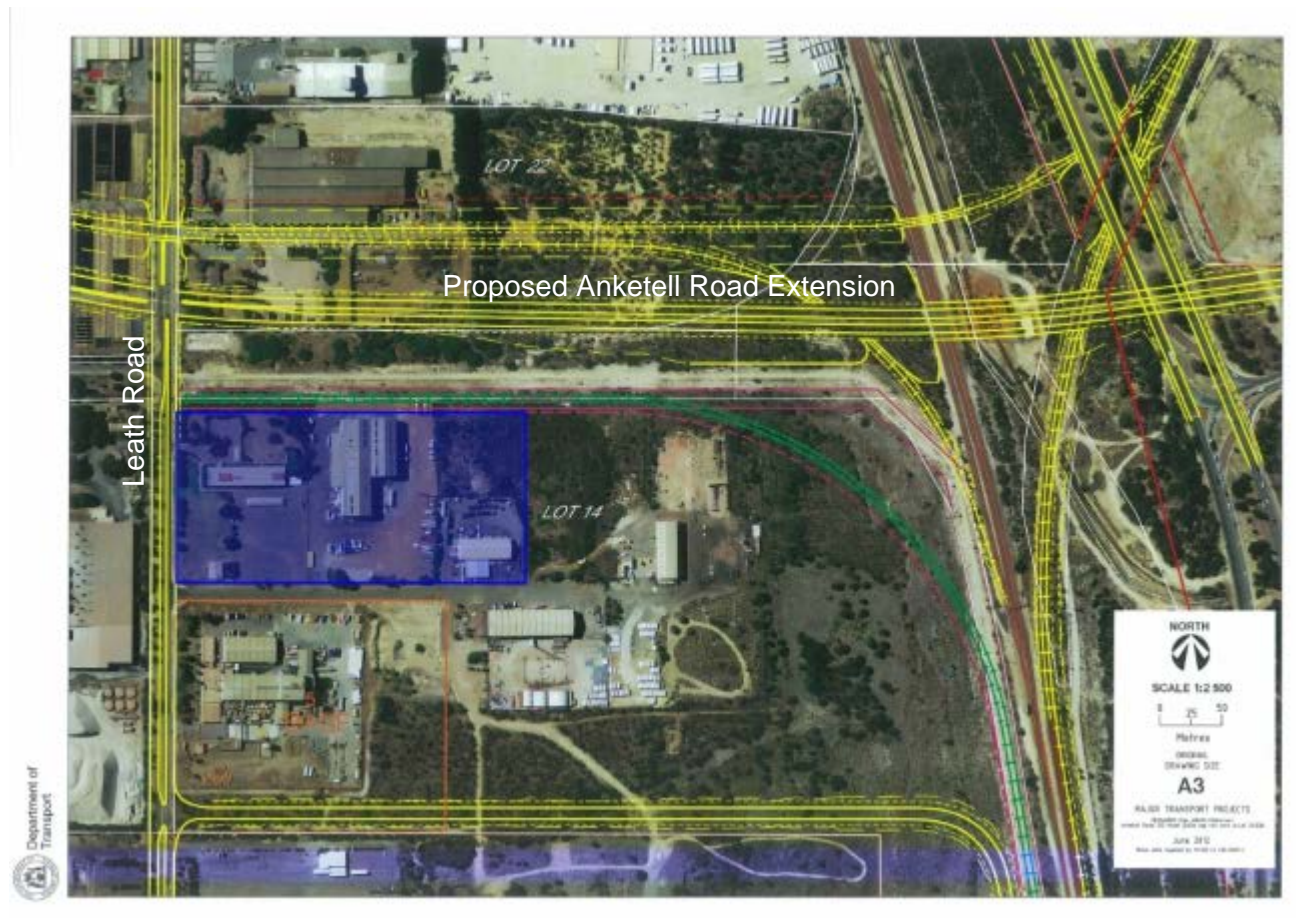 LOT 22
Proposed Anketell Road Extension
Leath Road
LOT 14
NORTH
SCALE 1:2 500
0 25 50
Metres
ORIGINAL
DRAWING SIZE
A3
MAJOR TRANSPORT PROJECTS
June 2012
Department of
Transport